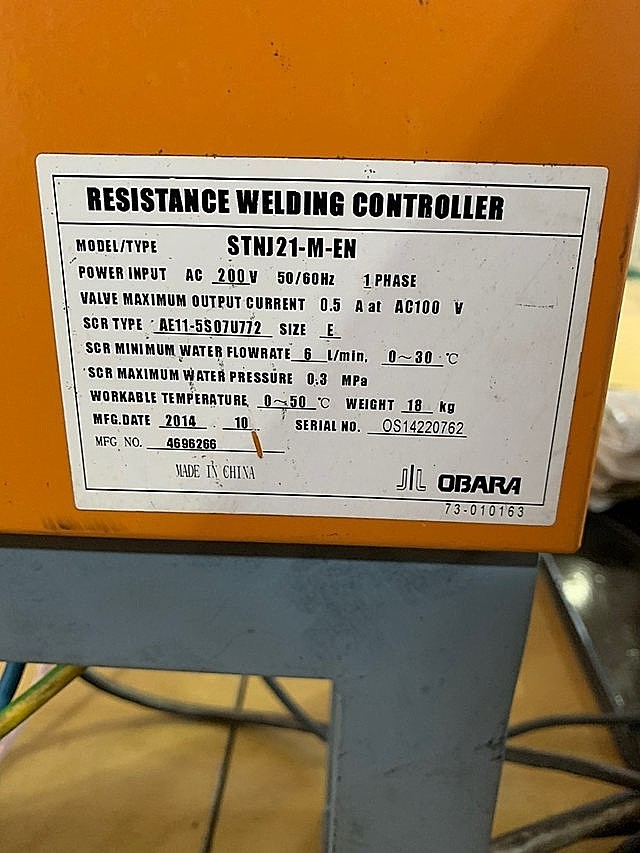 RESISTANCE WELDING CONTROLLER
MODEL/TYPE STNJ21-M-EN
POWER INPUT AC 200 V 50/60Hz 1 PHASE
VALVE MAXIMUM OUTPUT CURRENT 0.5 A at AC100 V
SCR TYPE AE11-5S07U772 SIZE E
SCR MINIMUM WATER FLOWRATE 6 L/min, 0~30 ℃
SCR MAXIMUM WATER PRESSURE 0.3 MPa
WORKABLE TEMPERATURE 0~50 ℃ WEIGHT 18 kg
MFG.DATE 2014 . 10 SERIAL NO. OS14220762
MFG NO. 4696266
MADE IN CHINA
OBARA
73-010163